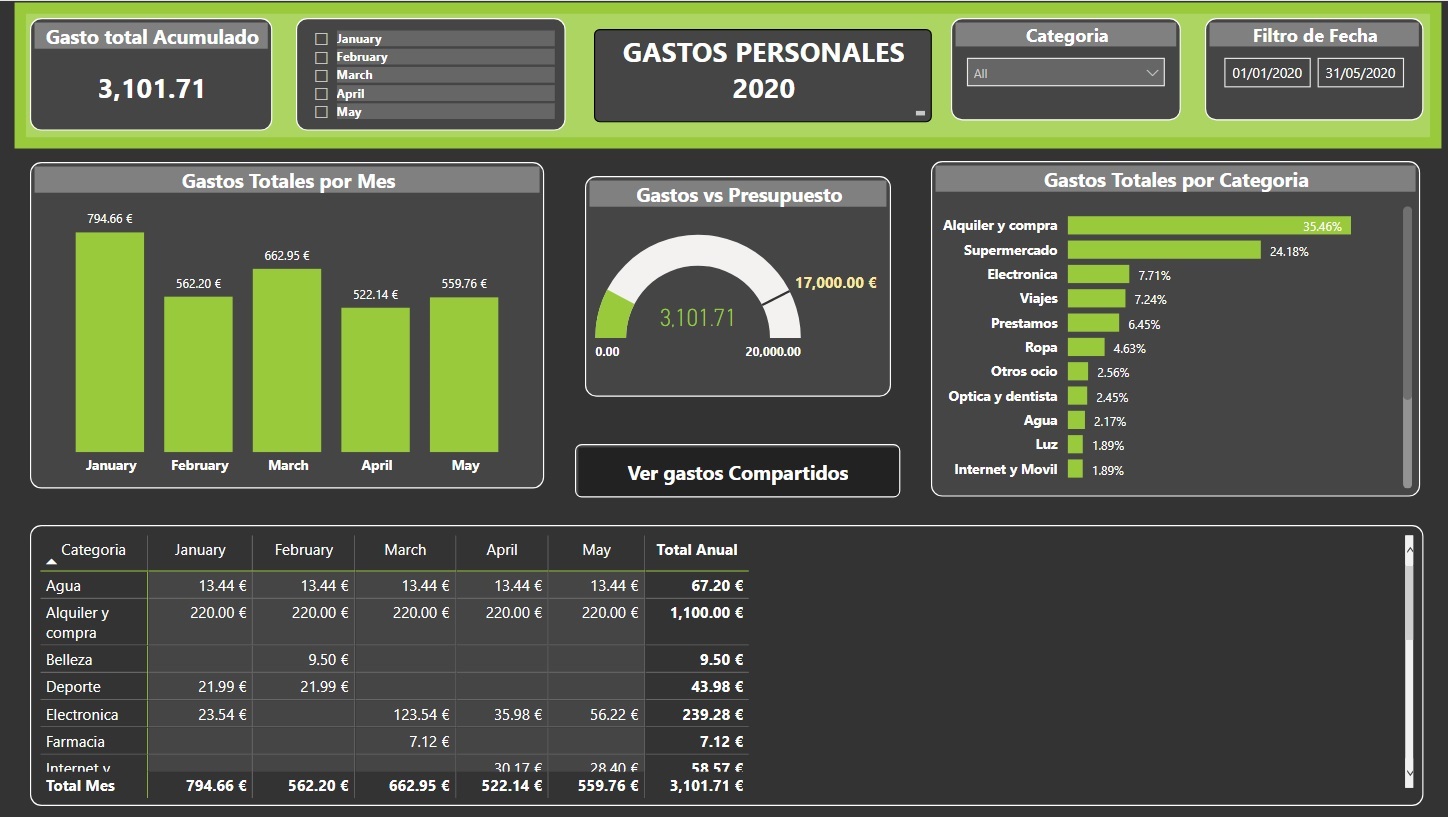 Gasto total Acumulado
3,101.71
January
February
March
April
May
GASTOS PERSONALES
2020
Categoria
All
Filtro de Fecha
01/01/2020 31/05/2020
Gastos Totales por Mes
794.66 €
562.20 €
662.95 €
522.14 €
559.76 €
January February March April May
Gastos vs Presupuesto
17,000.00 €
3,101.71
0.00 20,000.00
Ver gastos Compartidos
Gastos Totales por Categoria
Alquiler y compra 35.46%
Supermercado 24.18%
Electronica 7.71%
Viajes 7.24%
Prestamos 6.45%
Ropa 4.63%
Otros ocio 2.56%
Optica y dentista 2.45%
Agua 2.17%
Luz 1.89%
Internet y Movil 1.89%
Categoria January February March April May Total Anual
Agua 13.44 € 13.44 € 13.44 € 13.44 € 13.44 € 67.20 €
Alquiler y 220.00 € 220.00 € 220.00 € 220.00 € 220.00 € 1,100.00 €
compra
Belleza 9.50 € 9.50 €
Deporte 21.99 € 21.99 € 43.98 €
Electronica 23.54 € 123.54 € 35.98 € 56.22 € 239.28 €
Farmacia 7.12 € 7.12 €
Internet y 30.17 € 28.40 € 58.57 €
Total Mes 794.66 € 562.20 € 662.95 € 522.14 € 559.76 € 3,101.71 €